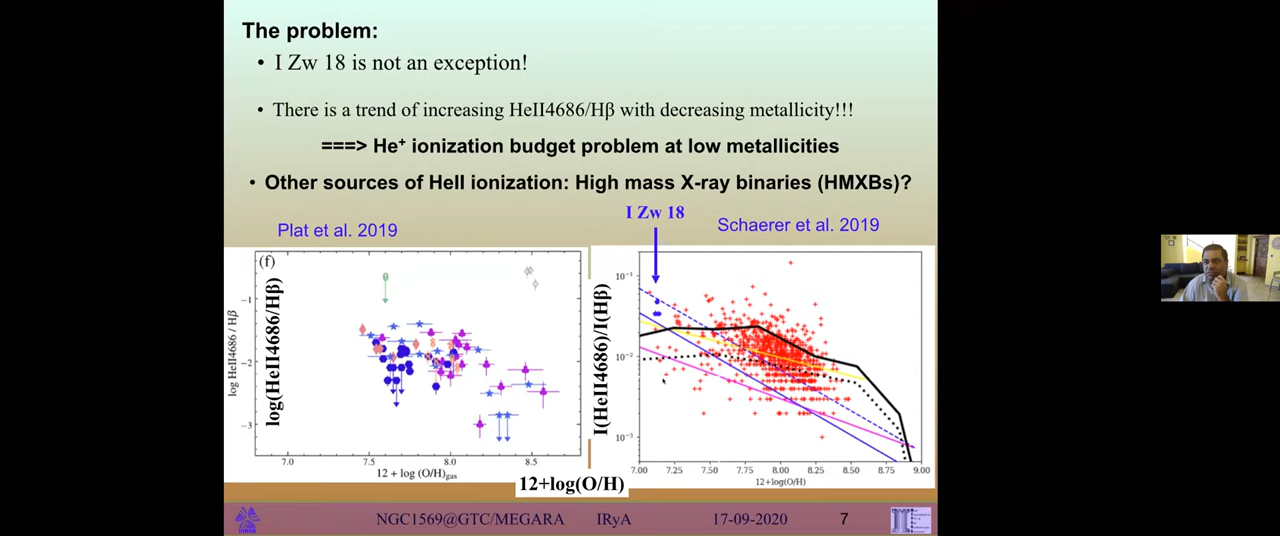 The problem:
• I Zw 18 is not an exception!
• There is a trend of increasing HeII4686/Hβ with decreasing metallicity!!!
===> He⁺ ionization budget problem at low metallicities
• Other sources of HeII ionization: High mass X-ray binaries (HMXBs)?
Plat et al. 2019
I Zw 18
Schaerer et al. 2019
(f)
log HeII4686 / Hβ
log(HeII4686/Hβ)
-1
-2
-3
7.0 7.5 8.0 8.5
12 + log (O/H)gas
I(HeII4686)/I(Hβ)
10⁻¹
10⁻²
10⁻³
7.00 7.25 7.50 7.75 8.00 8.25 8.50 8.75 9.00
12+log(O/H)
12+log(O/H)
NGC1569@GTC/MEGARA IRyA 17-09-2020 7